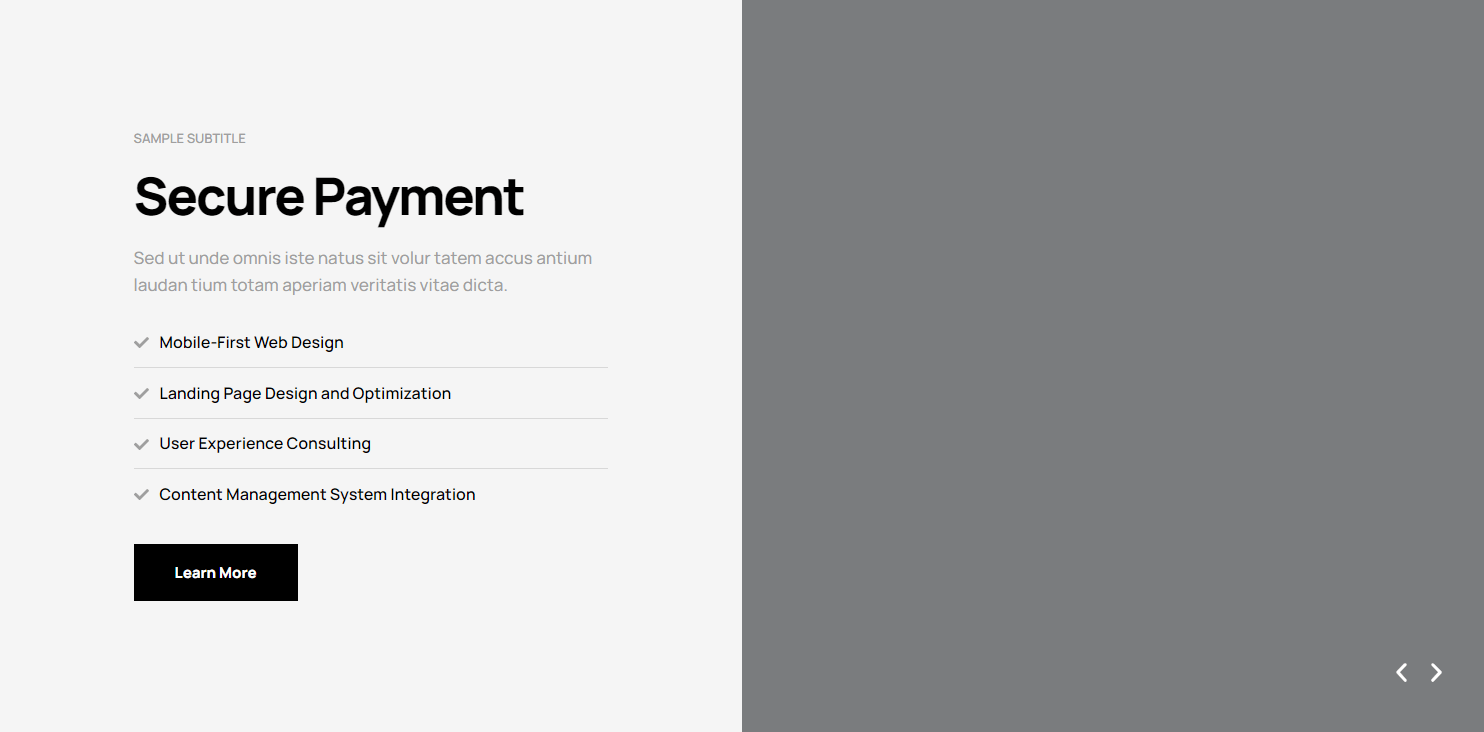 SAMPLE SUBTITLE
Secure Payment
Sed ut unde omnis iste natus sit volur tatem accus antium
laudan tium totam aperiam veritatis vitae dicta.
Mobile-First Web Design
Landing Page Design and Optimization
User Experience Consulting
Content Management System Integration
Learn More